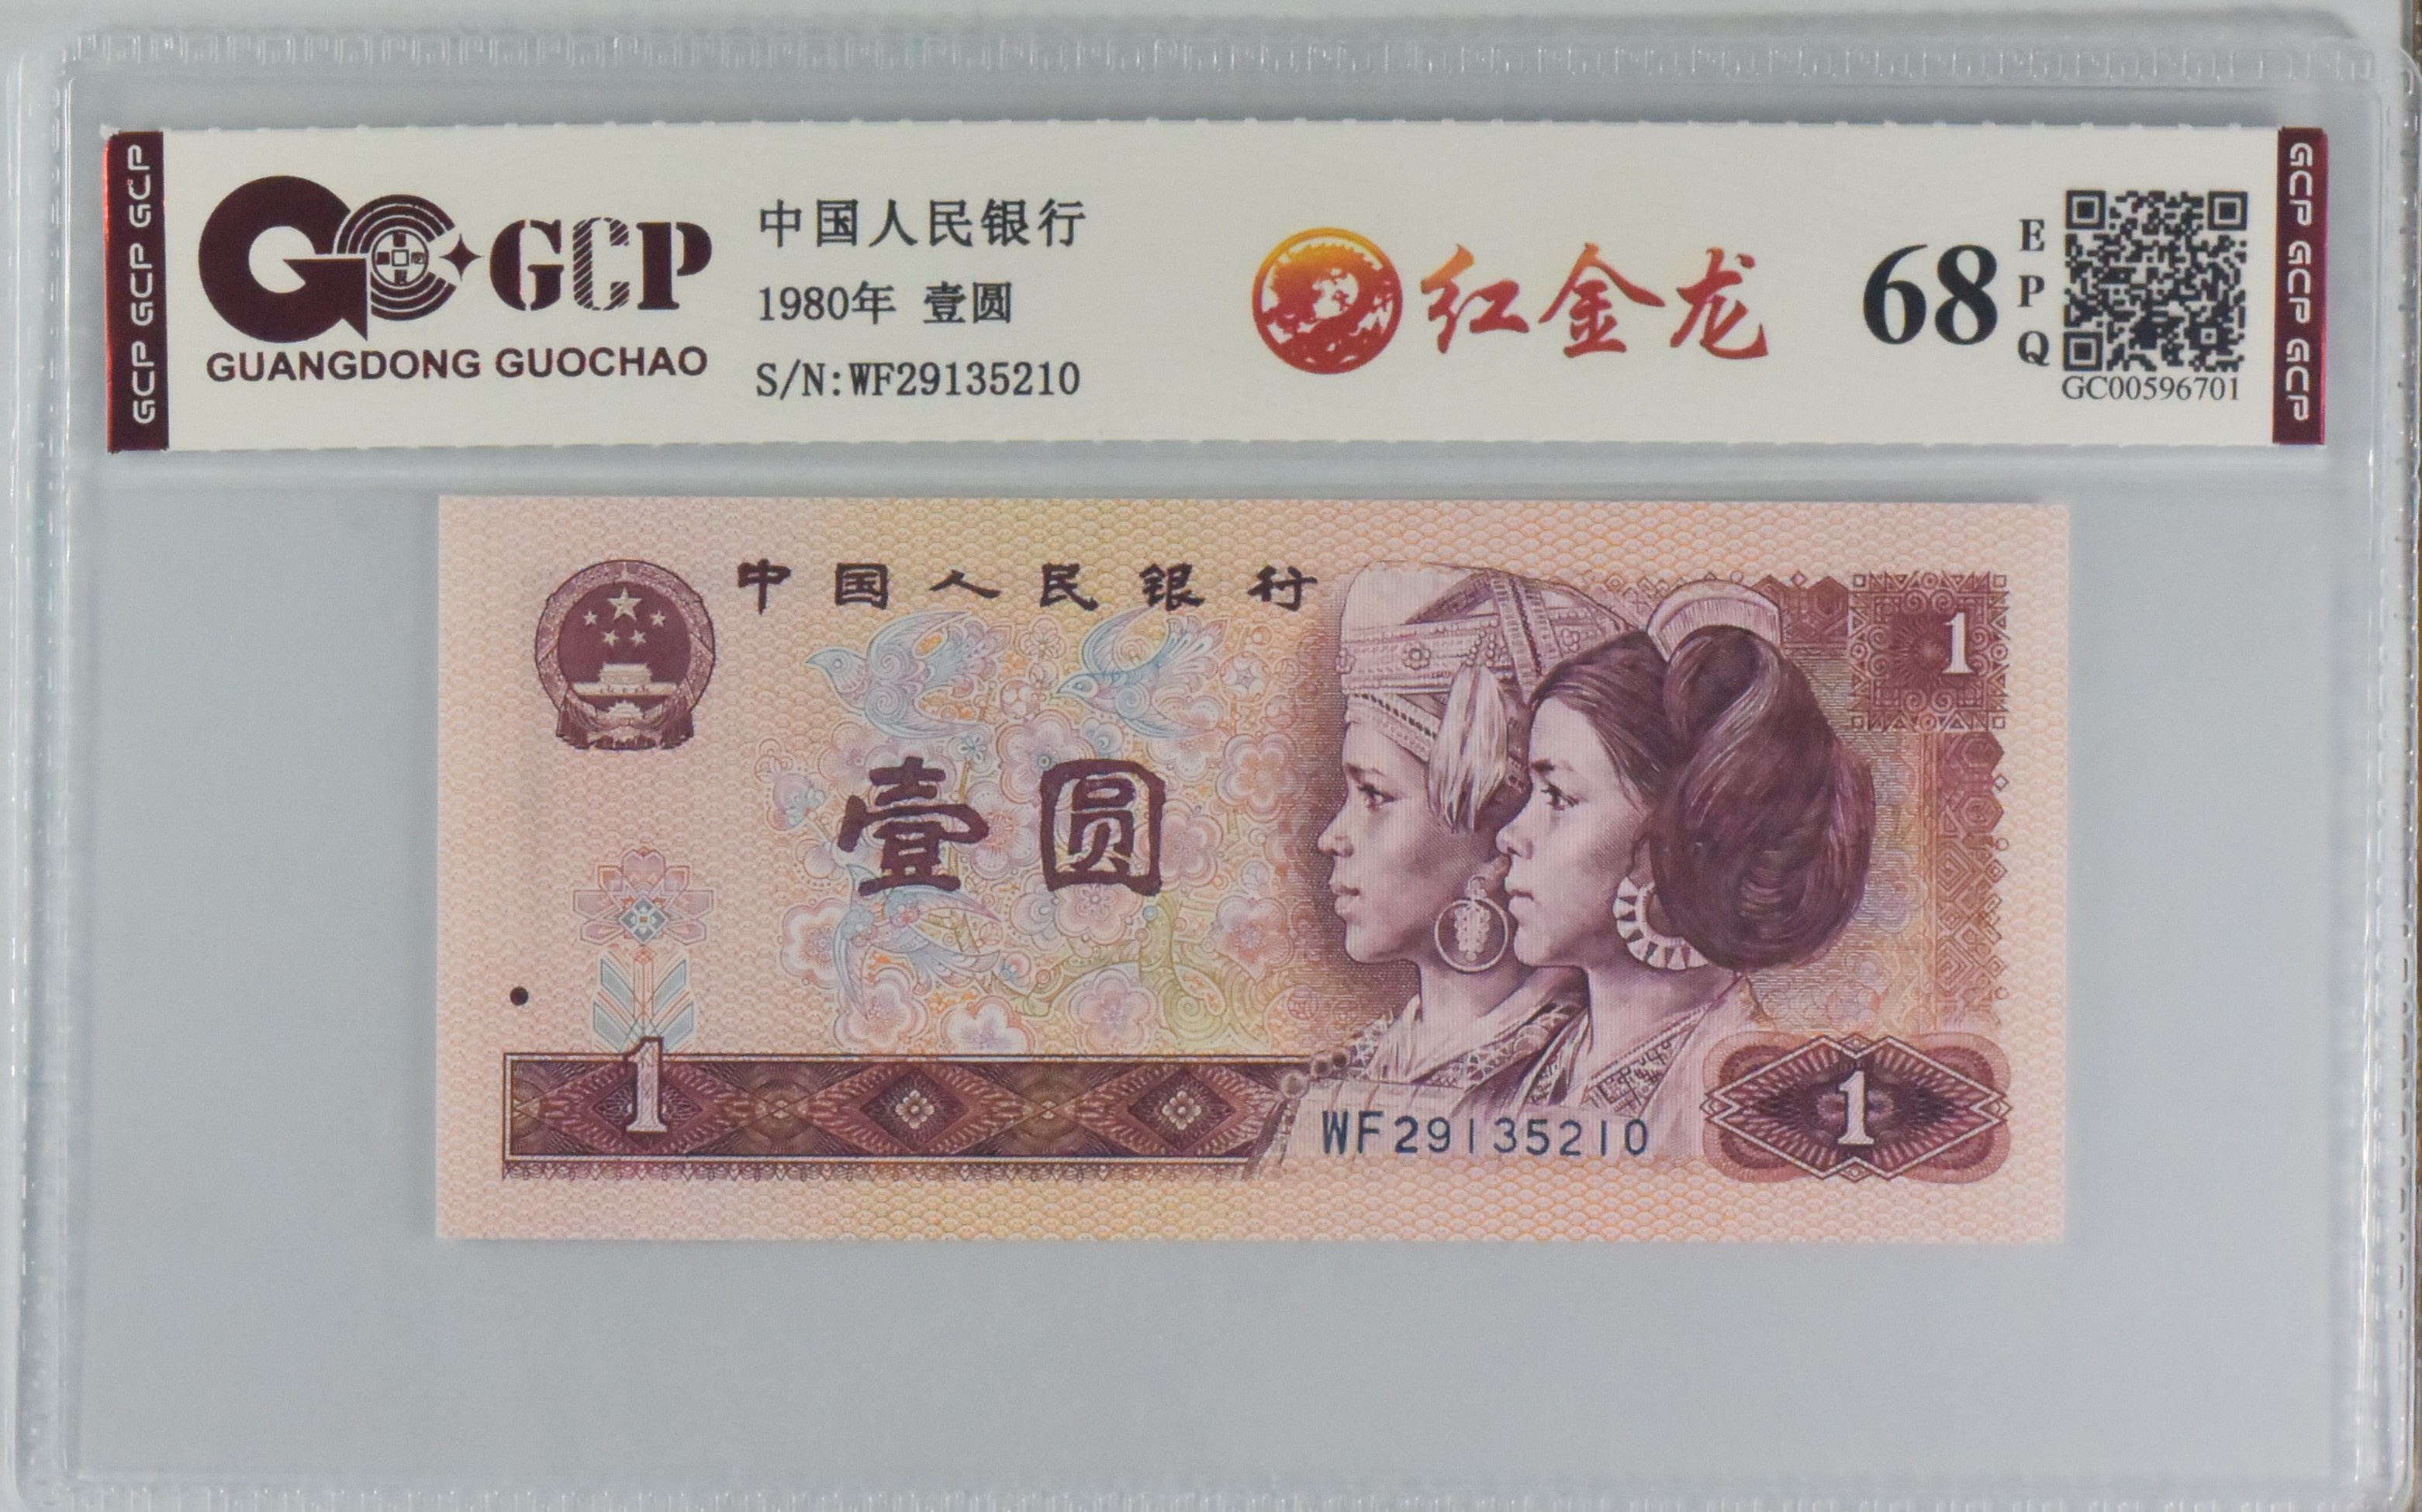 GCP GCP GCP
GCP
GUANGDONG GUOCHAO
中国人民银行
1980年 壹圆
S/N:WF29135210
红金龙
68
EPQ
GC00596701
GCP GCP GCP
中国人民银行
1
壹圆
1
WF29135210
1